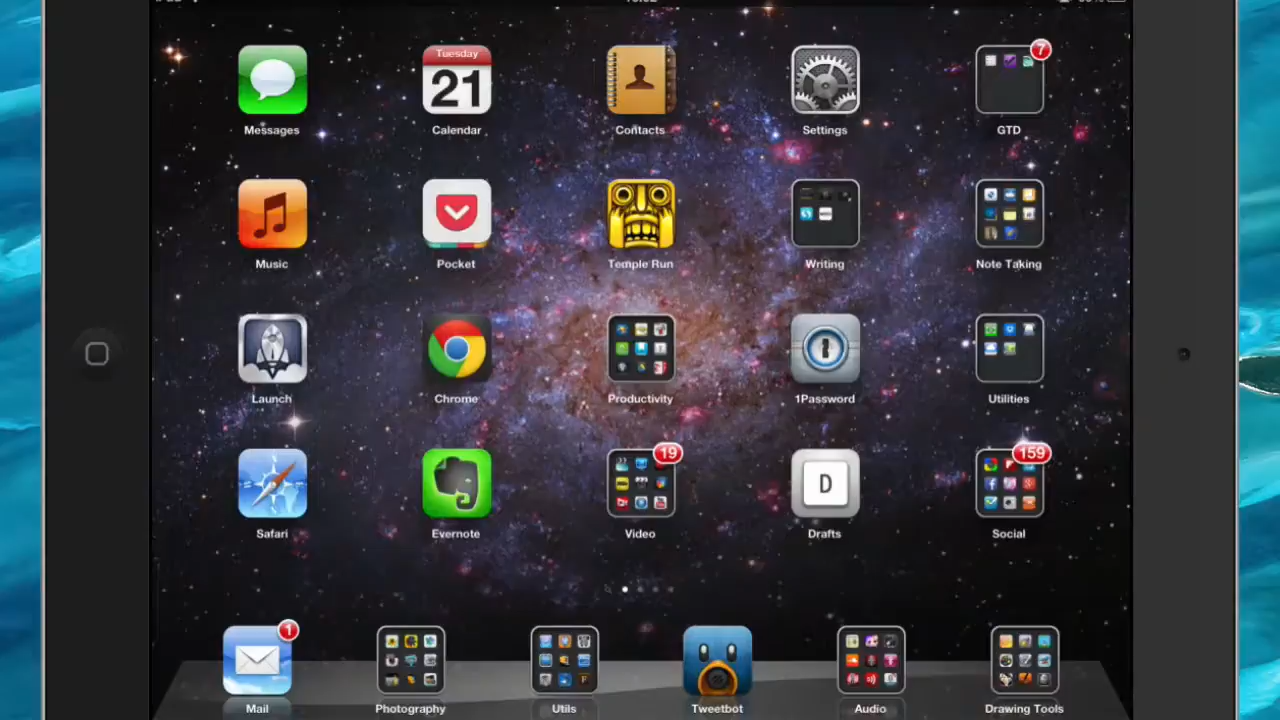 Tuesday
21
7
Messages
Calendar
Contacts
Settings
GTD
Music
Pocket
Temple Run
Writing
Note Taking
Launch
Chrome
Productivity
1Password
Utilities
19
D
159
Safari
Evernote
Video
Drafts
Social
1
Mail
Photography
Utils
Tweetbot
Audio
Drawing Tools